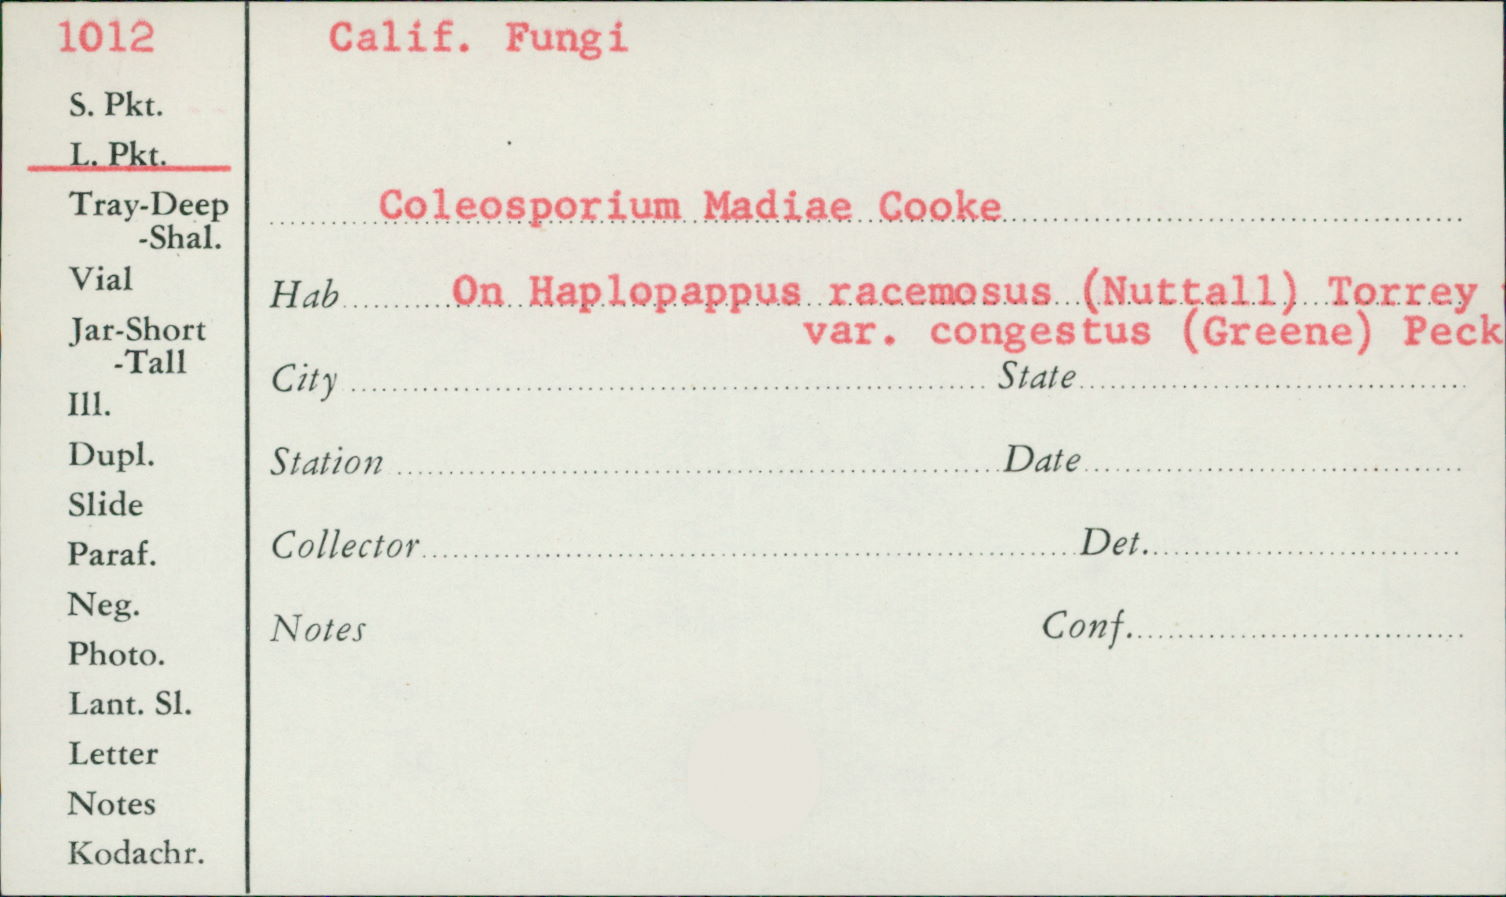 1012 Calif. Fungi
S. Pkt.
L. Pkt.
Tray-Deep
-Shal.
Coleosporium Madiae Cooke
Vial
Hab On Haplopappus racemosus (Nuttall) Torrey
var. congestus (Greene) Peck
Jar-Short
-Tall
City State
Ill.
Dupl.
Station Date
Slide
Paraf.
Collector Det.
Neg.
Notes Conf.
Photo.
Lant. Sl.
Letter
Notes
Kodachr.